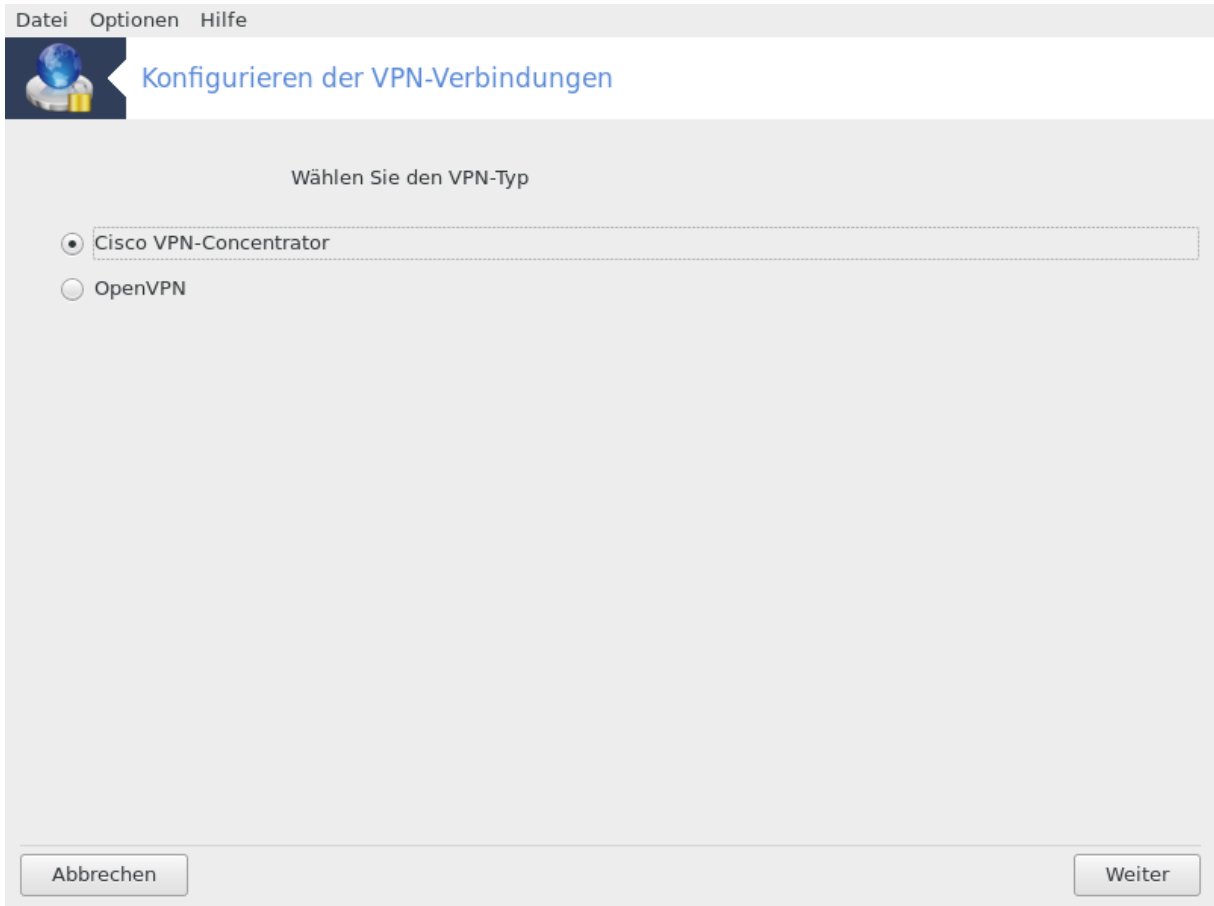 Datei Optionen Hilfe
Konfigurieren der VPN-Verbindungen
Wählen Sie den VPN-Typ
Cisco VPN-Concentrator
OpenVPN
Abbrechen Weiter